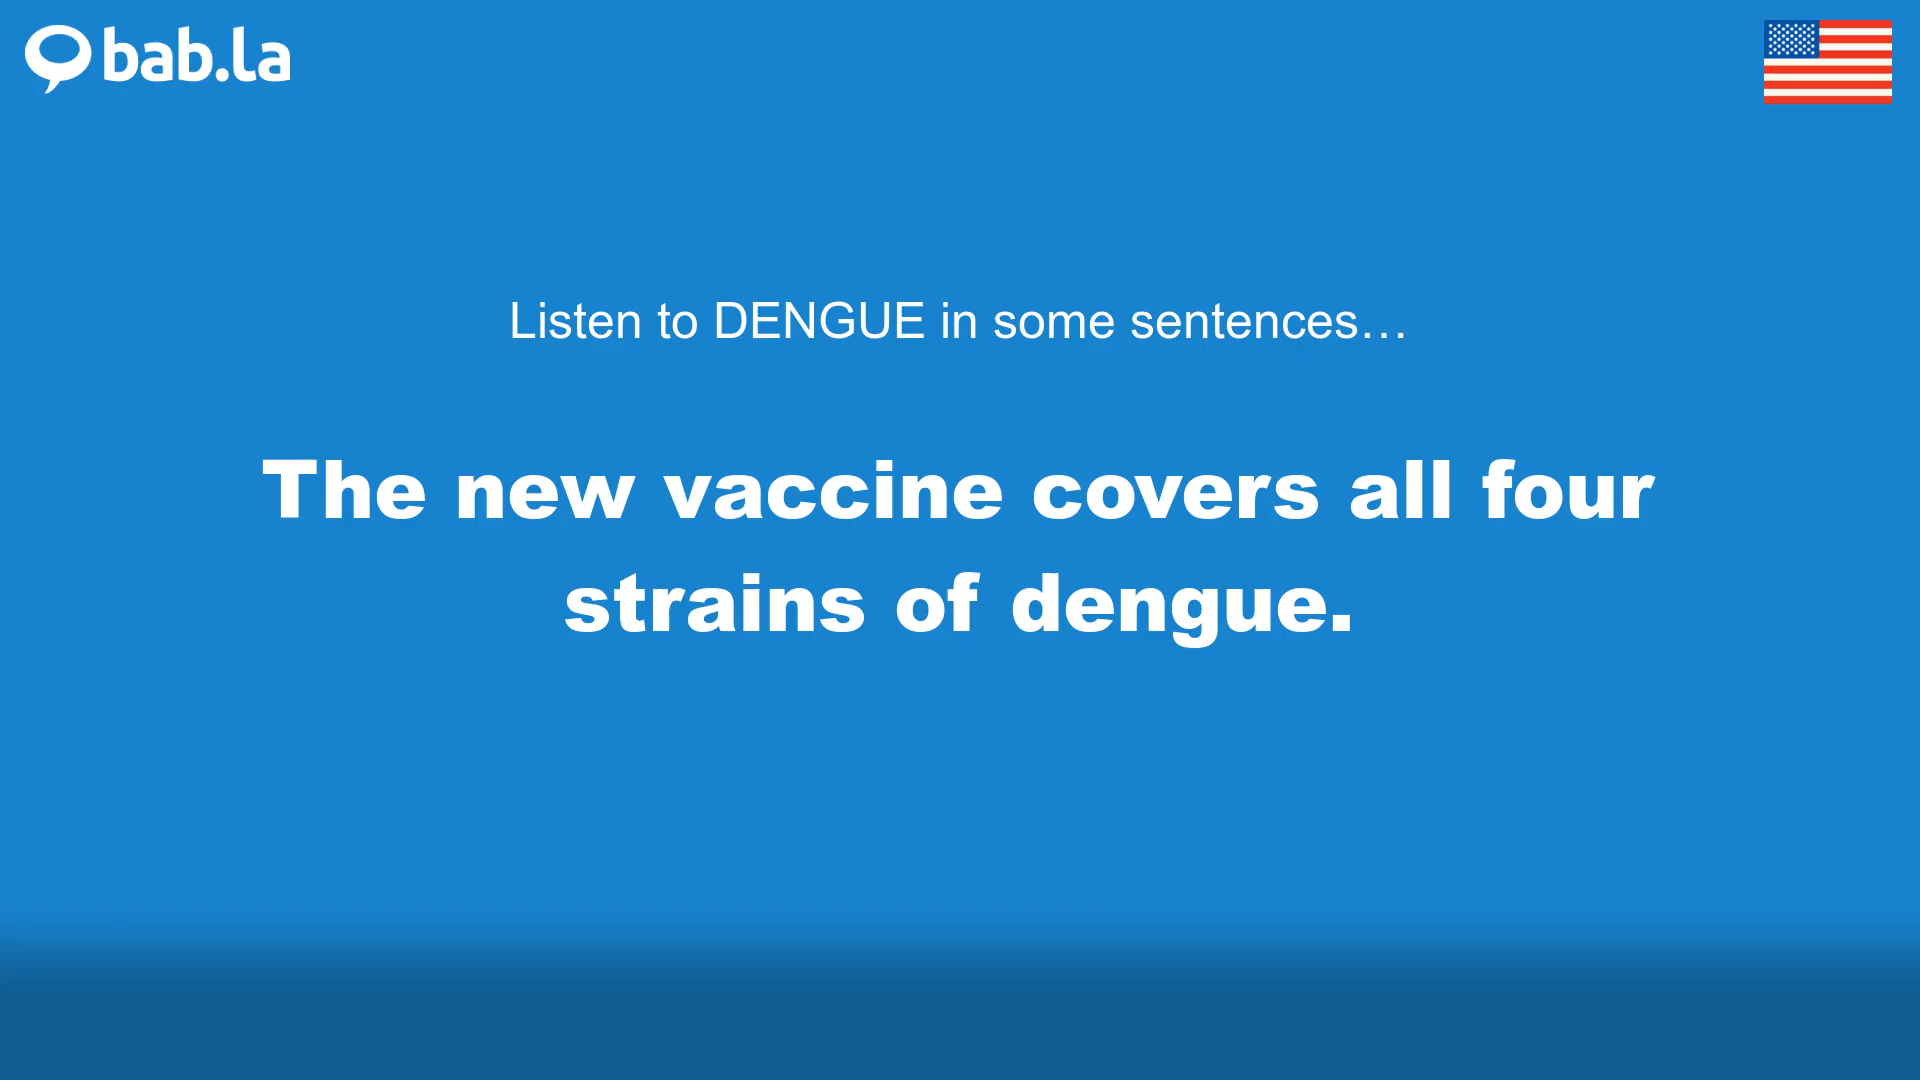 bab.la
Listen to DENGUE in some sentences…
The new vaccine covers all four
strains of dengue.